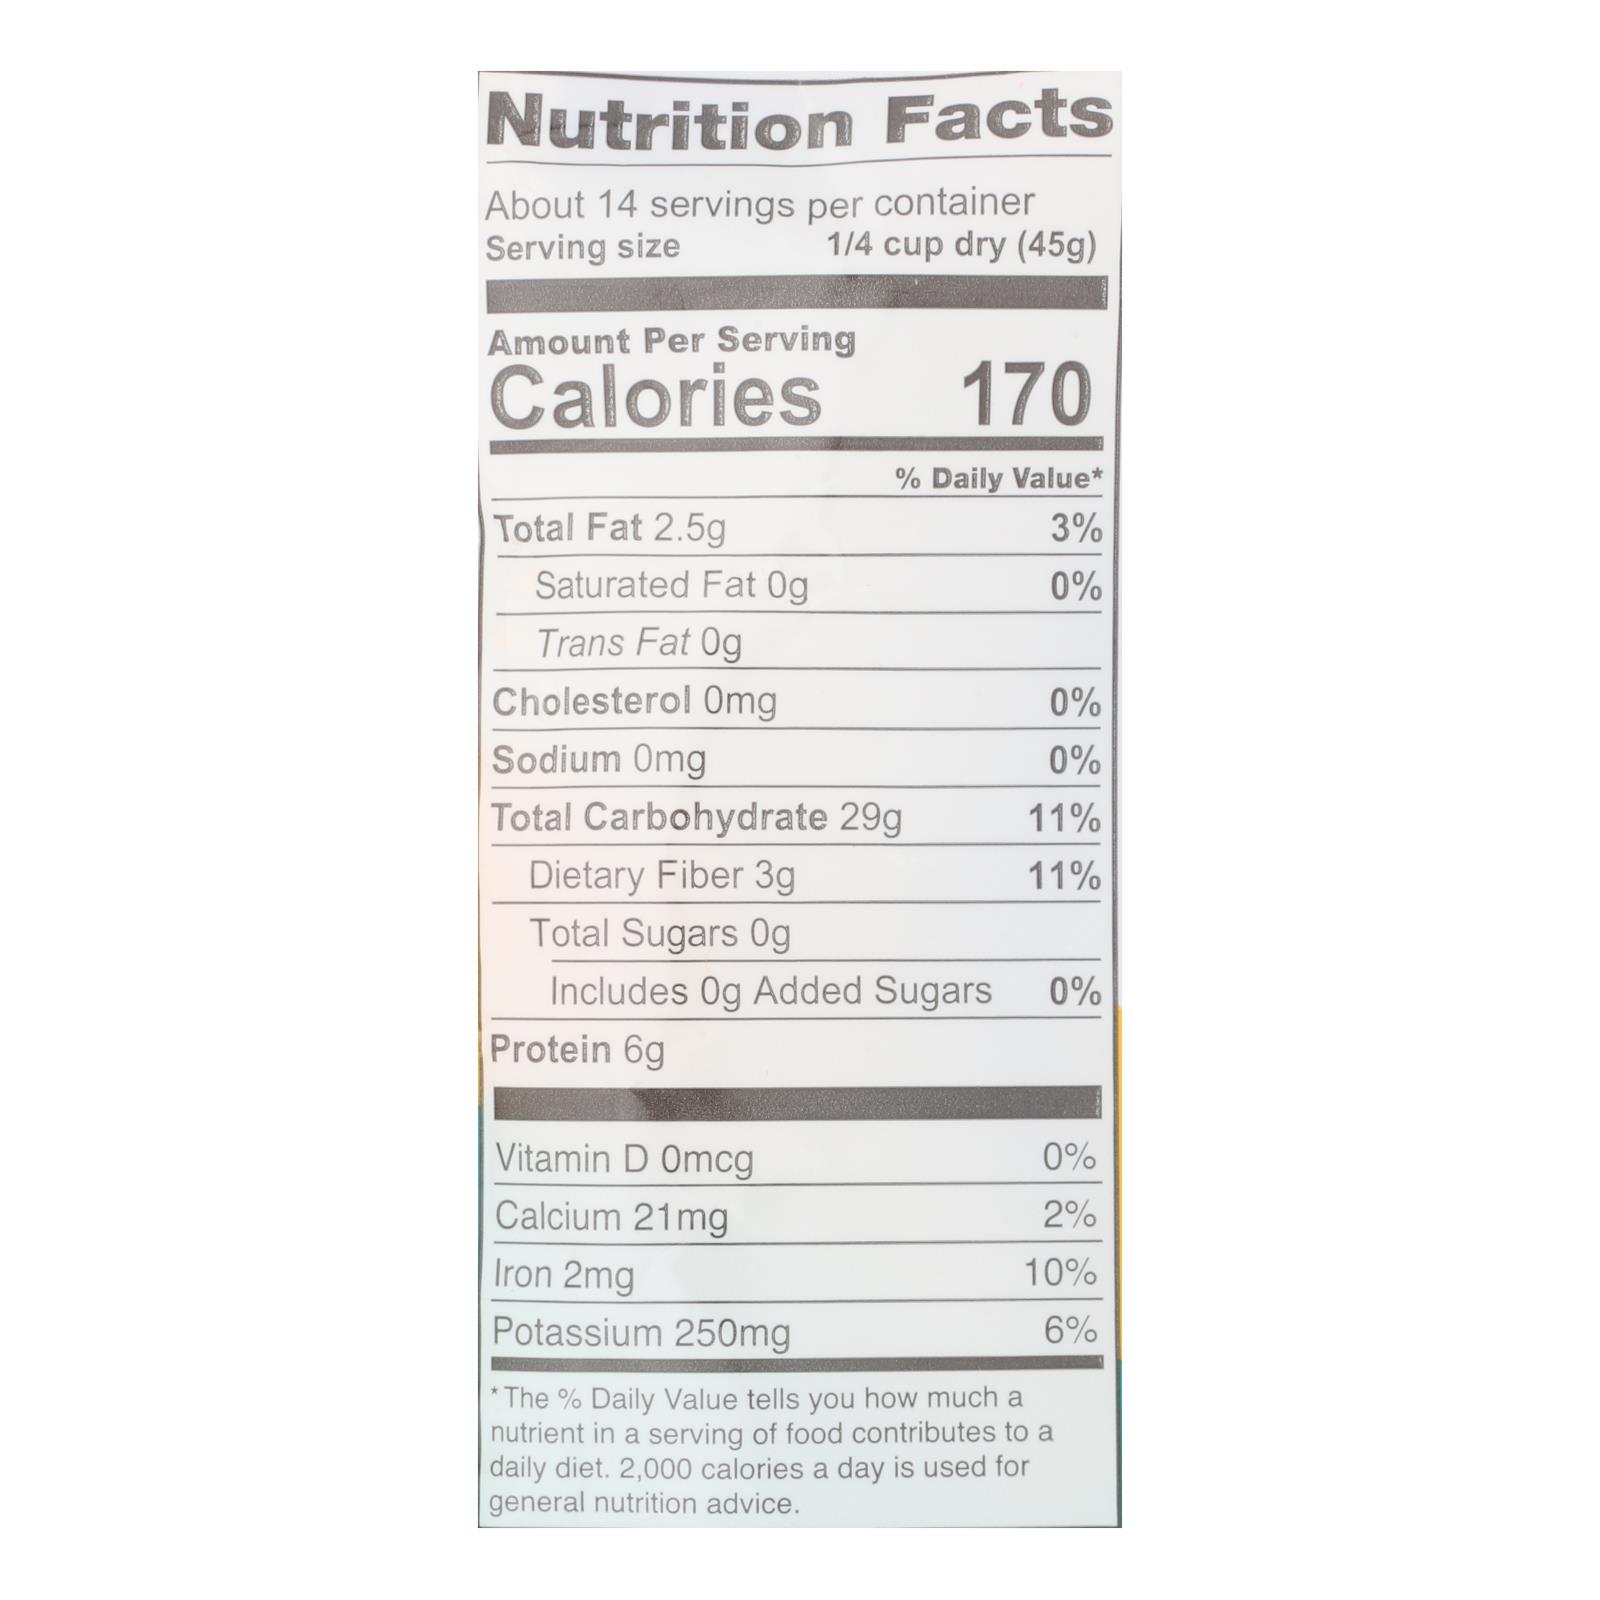 Nutrition Facts
About 14 servings per container
Serving size 1/4 cup dry (45g)
Amount Per Serving
Calories 170
% Daily Value*
Total Fat 2.5g 3%
Saturated Fat 0g 0%
Trans Fat 0g
Cholesterol 0mg 0%
Sodium 0mg 0%
Total Carbohydrate 29g 11%
Dietary Fiber 3g 11%
Total Sugars 0g
Includes 0g Added Sugars 0%
Protein 6g
Vitamin D 0mcg 0%
Calcium 21mg 2%
Iron 2mg 10%
Potassium 250mg 6%
* The % Daily Value tells you how much a
nutrient in a serving of food contributes to a
daily diet. 2,000 calories a day is used for
general nutrition advice.